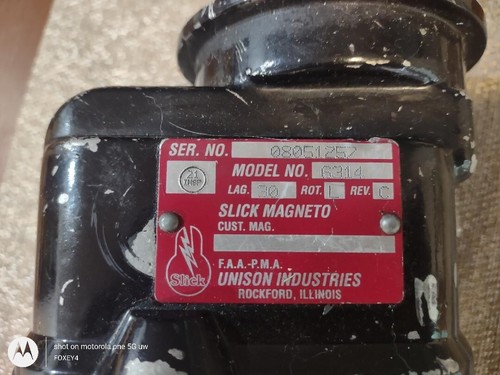 SER. NO. 08051257
MODEL NO. 6314
21
LAG. 30 ROT. L REV. C
SLICK MAGNETO
CUST. MAG.
Slick
F.A.A.-P.M.A.
UNISON INDUSTRIES
ROCKFORD, ILLINOIS
shot on motorola one 5G uw
FOXEY4